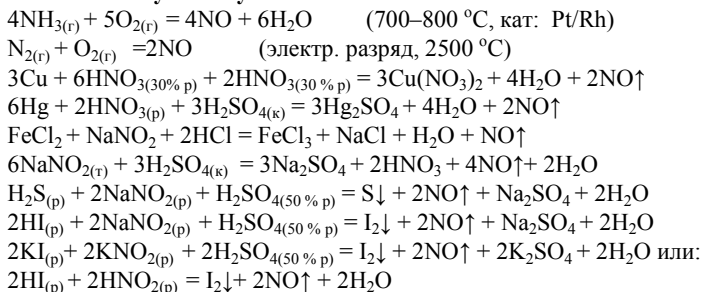 4NH₃₍г₎ + 5O₂₍г₎ = 4NO + 6H₂O (700–800 °C, кат: Pt/Rh)
N₂₍г₎ + O₂₍г₎ =2NO (электр. разряд, 2500 °C)
3Cu + 6HNO₃₍₃₀% р₎ + 2HNO₃₍₃₀ % р₎ = 3Cu(NO₃)₂ + 4H₂O + 2NO↑
6Hg + 2HNO₃₍р₎ + 3H₂SO₄₍к₎ = 3Hg₂SO₄ + 4H₂O + 2NO↑
FeCl₂ + NaNO₂ + 2HCl = FeCl₃ + NaCl + H₂O + NO↑
6NaNO₂₍т₎ + 3H₂SO₄₍к₎ = 3Na₂SO₄ + 2HNO₃ + 4NO↑+ 2H₂O
H₂S₍р₎ + 2NaNO₂₍р₎ + H₂SO₄₍₅₀ % р₎ = S↓ + 2NO↑ + Na₂SO₄ + 2H₂O
2HI₍р₎ + 2NaNO₂₍р₎ + H₂SO₄₍₅₀ % р₎ = I₂↓ + 2NO↑ + Na₂SO₄ + 2H₂O
2KI₍р₎+ 2KNO₂₍р₎ + 2H₂SO₄₍₅₀ % р₎ = I₂↓ + 2NO↑ + 2K₂SO₄ + 2H₂O или:
2HI₍р₎ + 2HNO₂₍р₎ = I₂↓+ 2NO↑ + 2H₂O